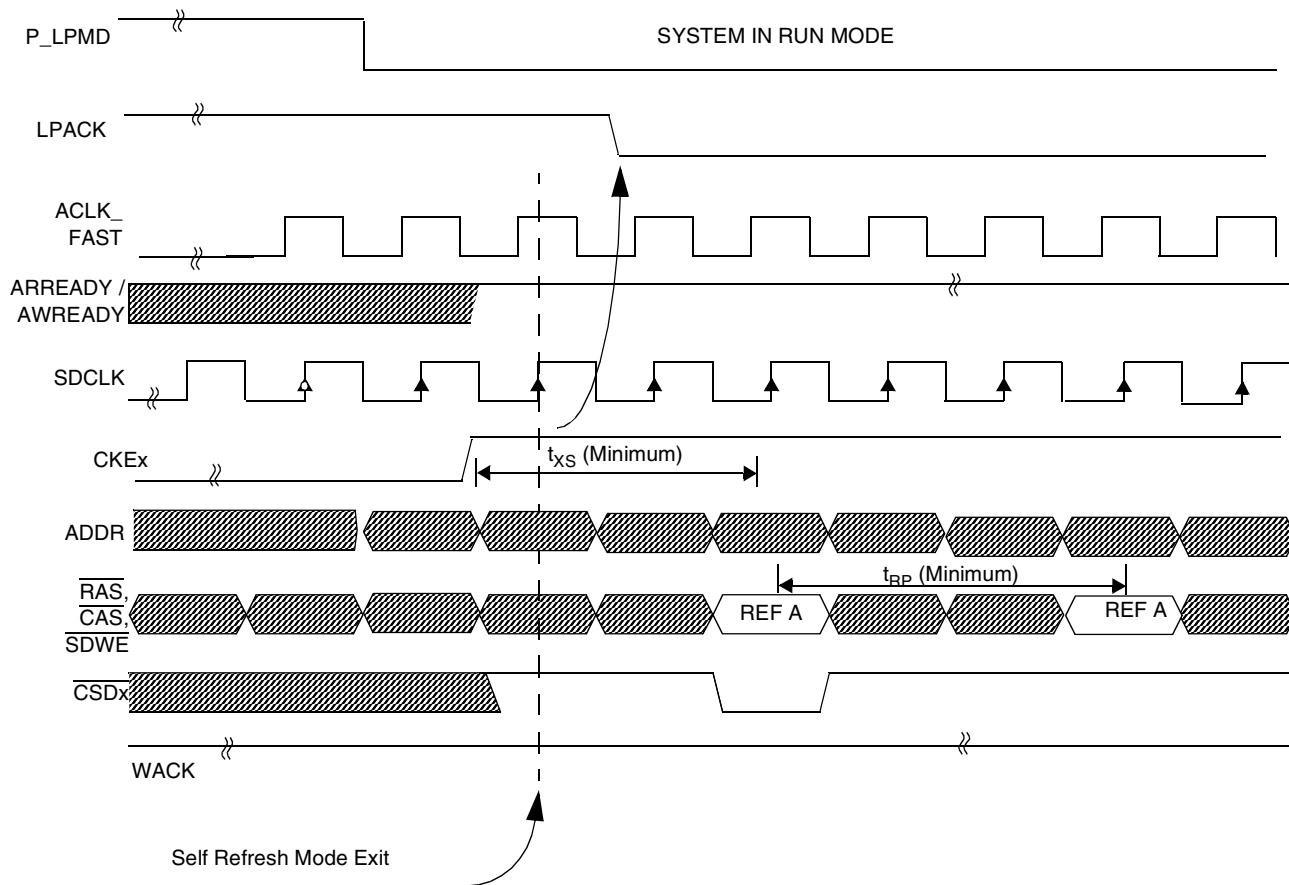 P_LPMD
SYSTEM IN RUN MODE
LPACK
ACLK_
FAST
ARREADY /
AWREADY
SDCLK
CKEx
tXS (Minimum)
ADDR
tRP (Minimum)
RAS,
CAS,
SDWE
REF A
REF A
CSDx
WACK
Self Refresh Mode Exit